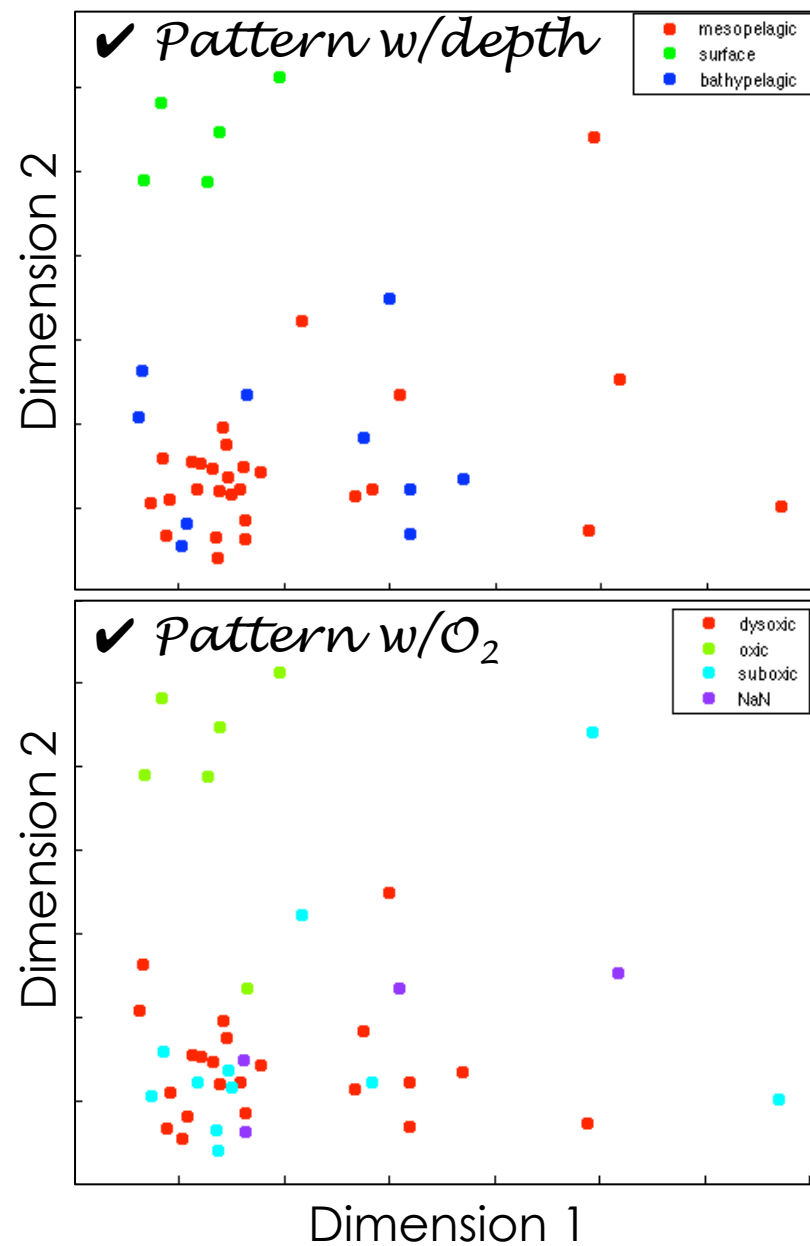 ✔ Pattern w/depth
mesopelagic
surface
bathypelagic
Dimension 2
✔ Pattern w/O₂
dysoxic
oxic
suboxic
NaN
Dimension 2
Dimension 1